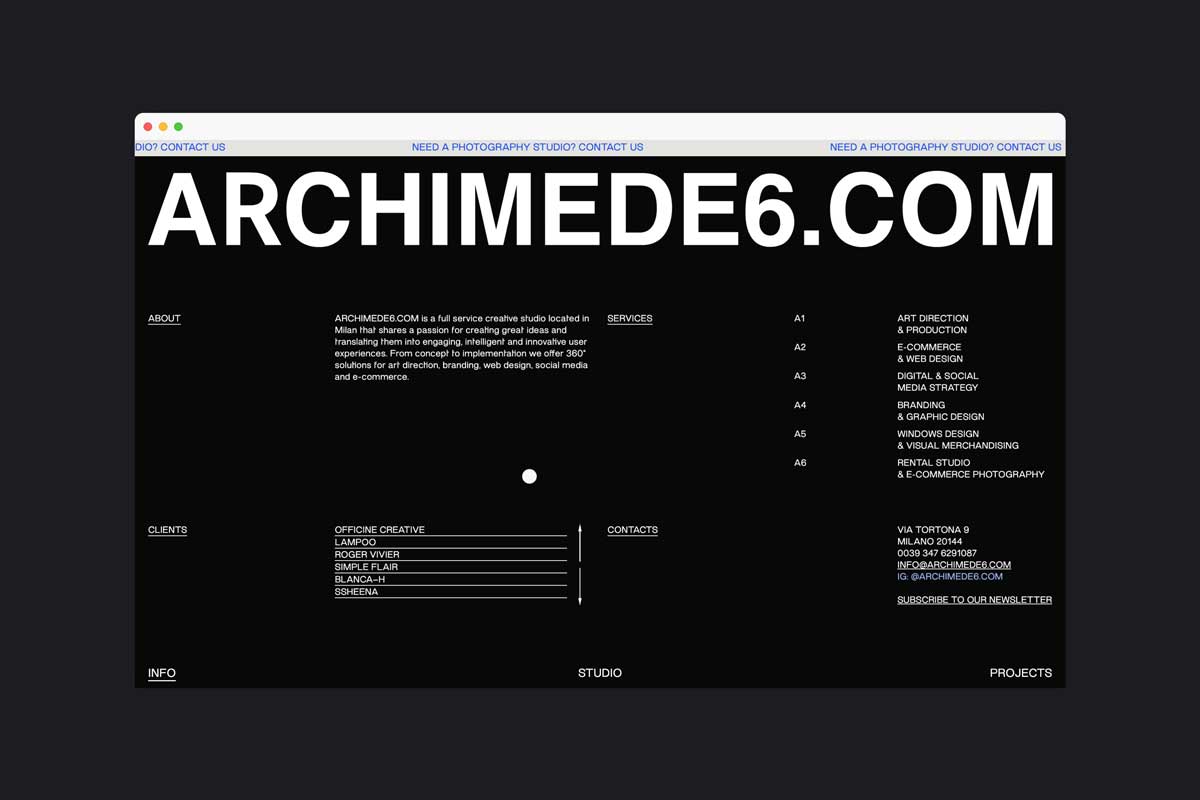 DIO? CONTACT US
NEED A PHOTOGRAPHY STUDIO? CONTACT US
NEED A PHOTOGRAPHY STUDIO? CONTACT US
ARCHIMEDE6.COM
ABOUT
ARCHIMEDE6.COM is a full service creative studio located in
Milan that shares a passion for creating great ideas and
translating them into engaging, intelligent and innovative user
experiences. From concept to implementation we offer 360°
solutions for art direction, branding, web design, social media
and e-commerce.
SERVICES
A1
ART DIRECTION
& PRODUCTION
A2
E-COMMERCE
& WEB DESIGN
A3
DIGITAL & SOCIAL
MEDIA STRATEGY
A4
BRANDING
& GRAPHIC DESIGN
A5
WINDOWS DESIGN
& VISUAL MERCHANDISING
A6
RENTAL STUDIO
& E-COMMERCE PHOTOGRAPHY
CLIENTS
OFFICINE CREATIVE
LAMPOO
ROGER VIVIER
SIMPLE FLAIR
BLANCA–H
SSHEENA
CONTACTS
VIA TORTONA 9
MILANO 20144
0039 347 6291087
INFO@ARCHIMEDE6.COM
IG: @ARCHIMEDE6.COM
SUBSCRIBE TO OUR NEWSLETTER
INFO
STUDIO
PROJECTS